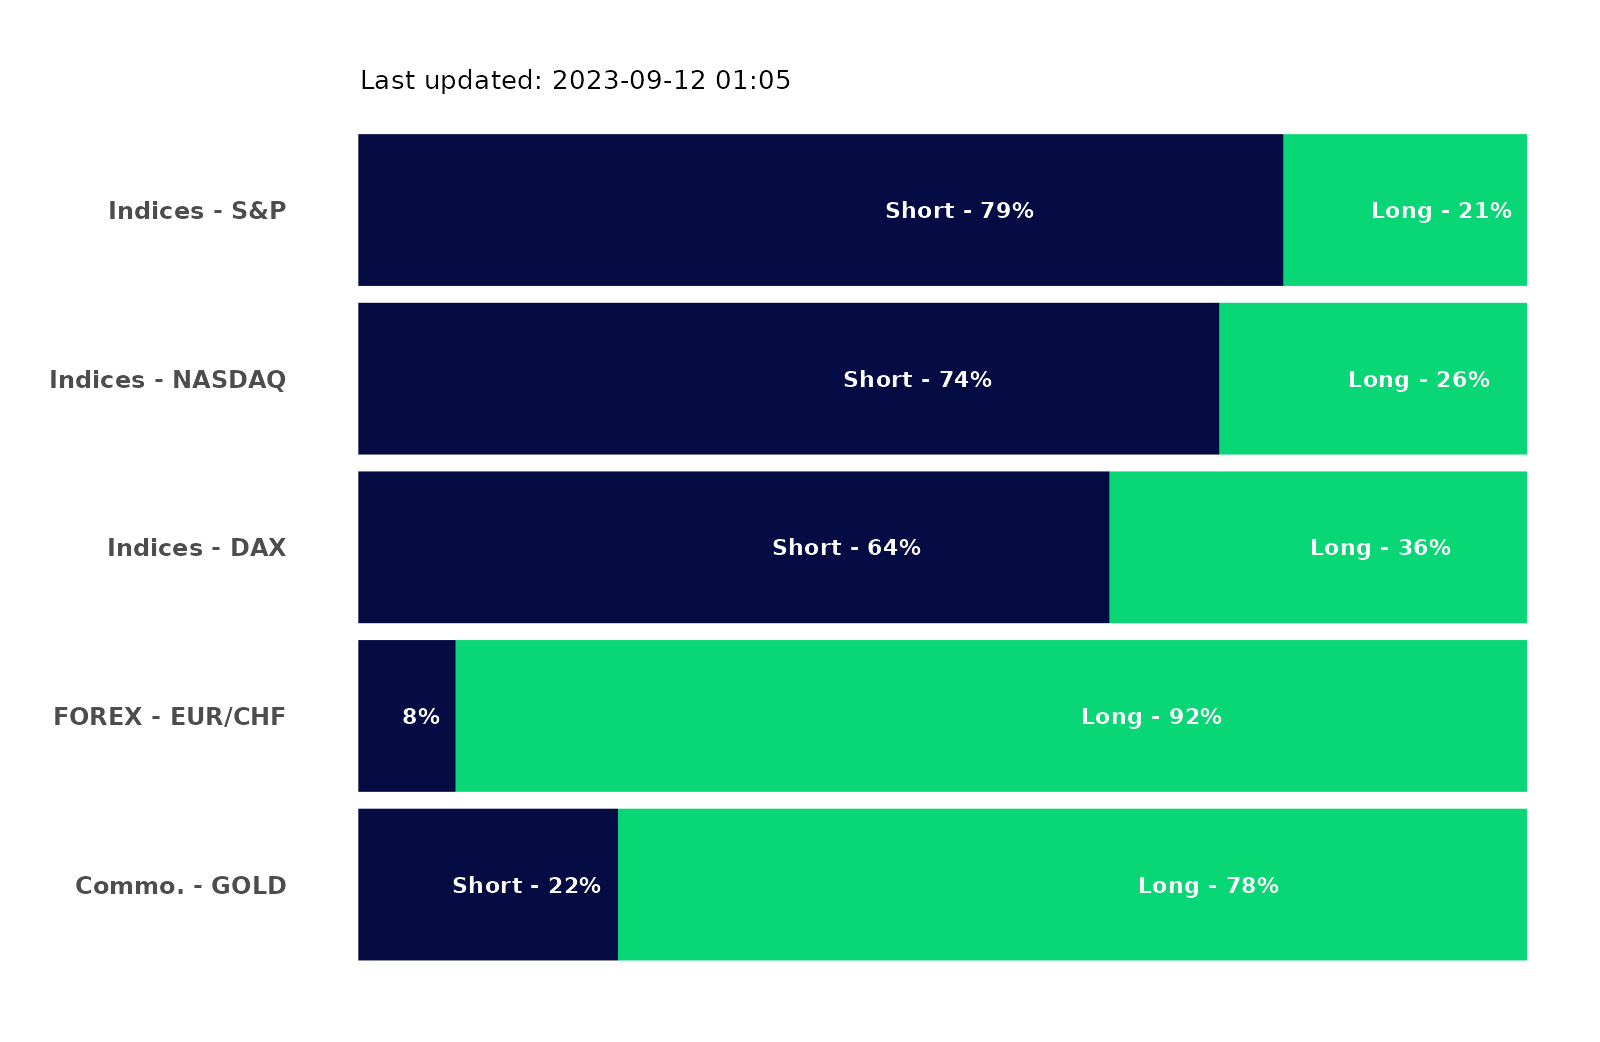 Last updated: 2023-09-12 01:05
Indices - S&P Short - 79% Long - 21%
Indices - NASDAQ Short - 74% Long - 26%
Indices - DAX Short - 64% Long - 36%
FOREX - EUR/CHF 8% Long - 92%
Commo. - GOLD Short - 22% Long - 78%